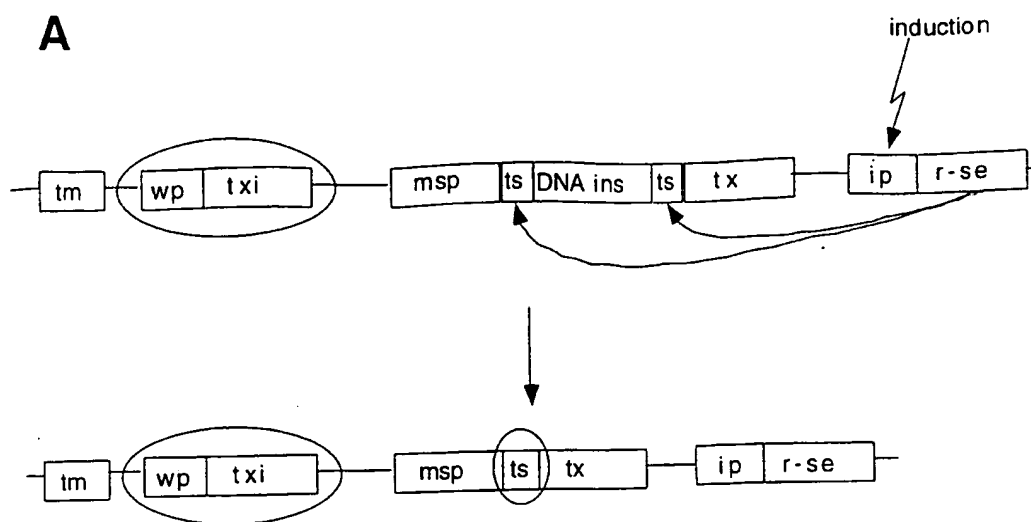 A
induction
tm wp txi msp ts DNA ins ts tx ip r-se
tm wp txi msp ts tx ip r-se